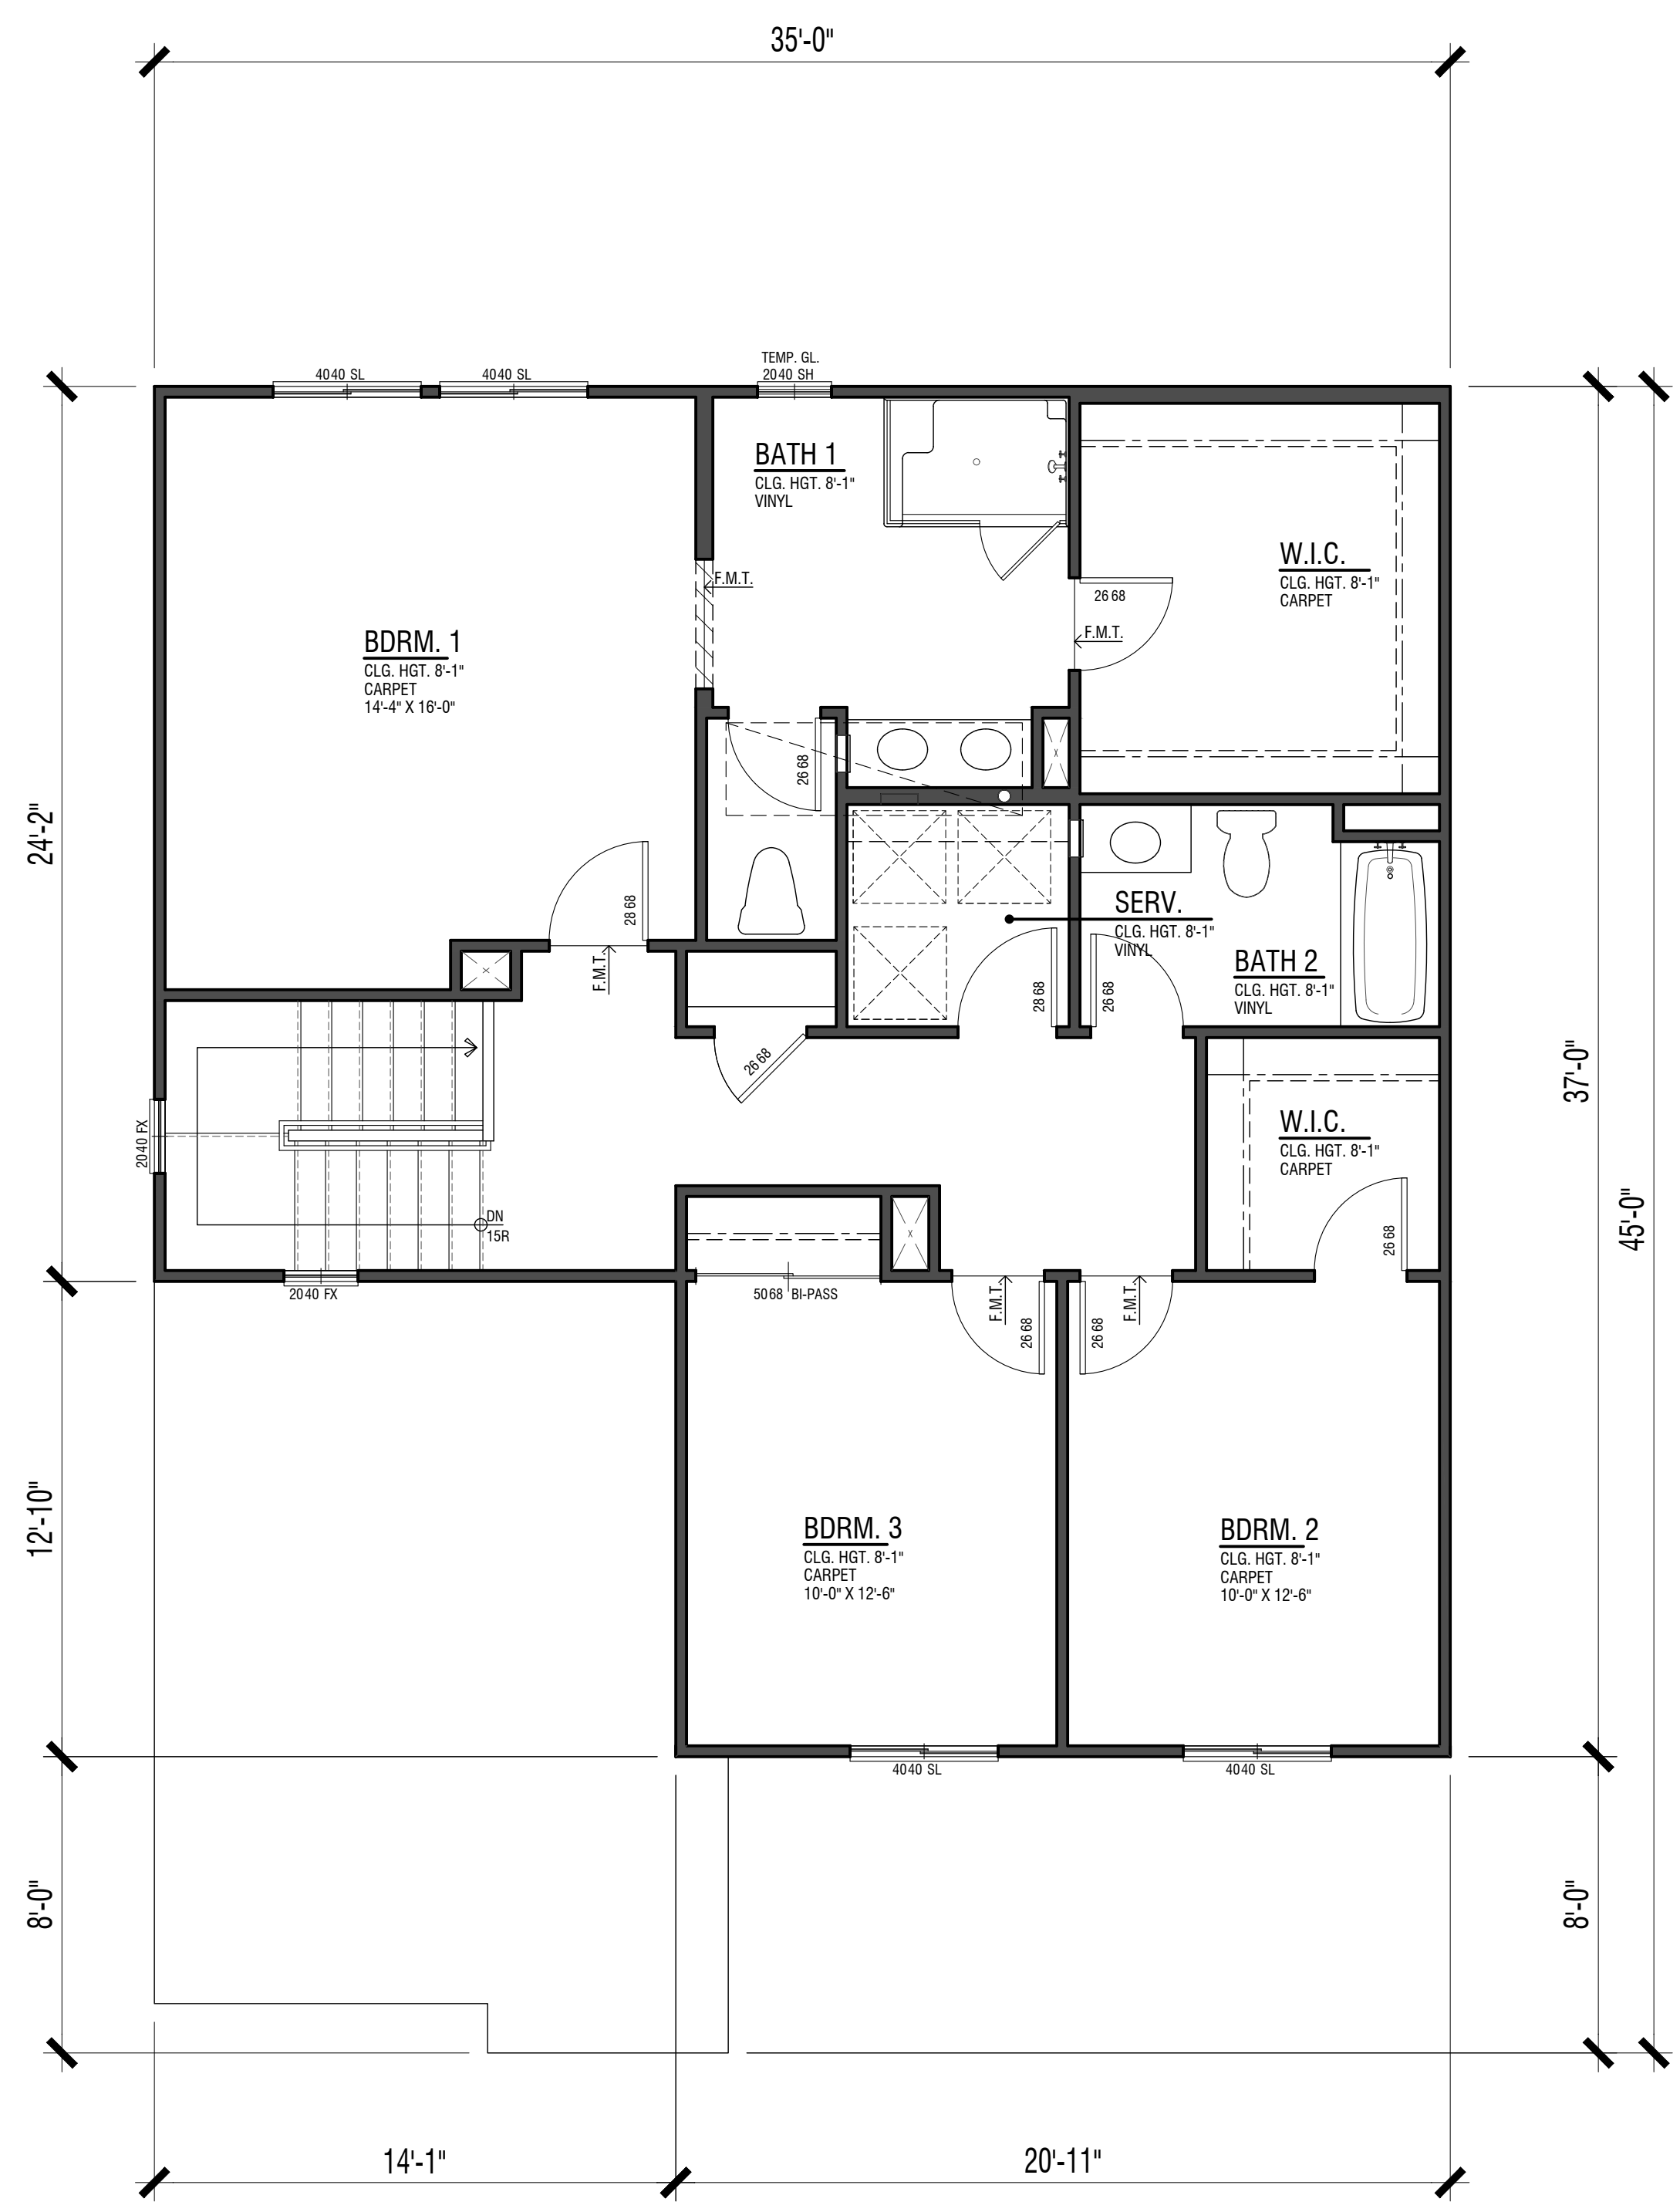 35'-0"
TEMP. GL.
4040 SL
4040 SL
2040 SH
BATH 1
CLG. HGT. 8'-1"
VINYL
W.I.C.
CLG. HGT. 8'-1"
CARPET
F.M.T.
2668
F.M.T.
BDRM. 1
CLG. HGT. 8'-1"
CARPET
14'-4" X 16'-0"
2668
24'-2"
2868
F.M.T.
SERV.
CLG. HGT. 8'-1"
VINYL
BATH 2
CLG. HGT. 8'-1"
VINYL
2868
2668
2668
37'-0"
45'-0"
W.I.C.
CLG. HGT. 8'-1"
CARPET
2668
2040 FX
DN
15R
2040 FX
5068 BI-PASS
F.M.T.
2668
2668
F.M.T.
12'-10"
BDRM. 3
CLG. HGT. 8'-1"
CARPET
10'-0" X 12'-6"
BDRM. 2
CLG. HGT. 8'-1"
CARPET
10'-0" X 12'-6"
4040 SL
4040 SL
8'-0"
8'-0"
14'-1"
20'-11"